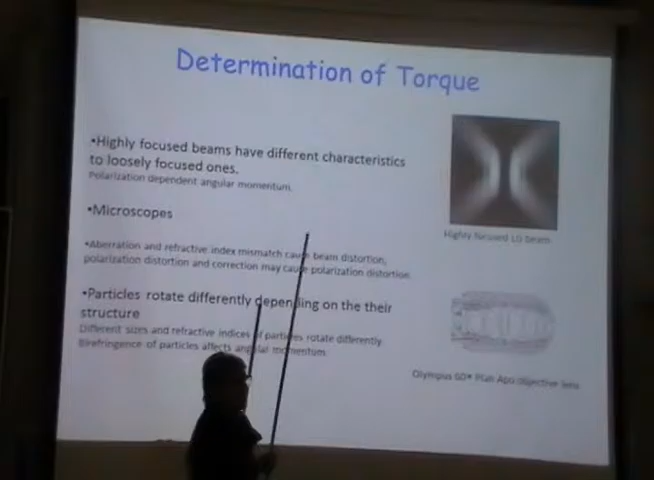 Determination of Torque
•Highly focused beams have different characteristics
to loosely focused ones.
Polarization dependent angular momentum.
•Microscopes
•Aberration and refractive index mismatch cause beam distortion,
polarization distortion and correction may cause polarization distortion.
•Particles rotate differently depending on the their
structure
Different sizes and refractive indices of particles rotate differently
Birefringence of particles affects angular momentum.
Highly focused LG beam
Olympus 60* Plan Apo objective lens